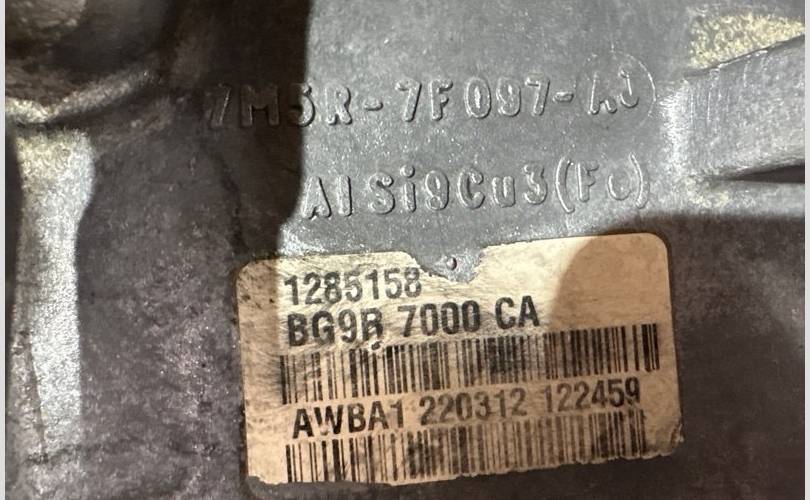 7M5R-7F097-AJ
AlSi9Cu3(Fe)
1285158
BG9R 7000 CA
AWBA1 220312 122459